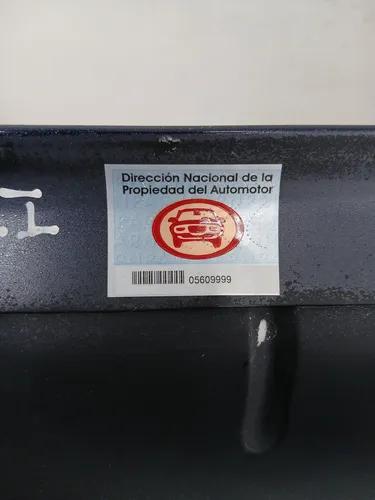 Dirección Nacional de la
Propiedad del Automotor
05609999